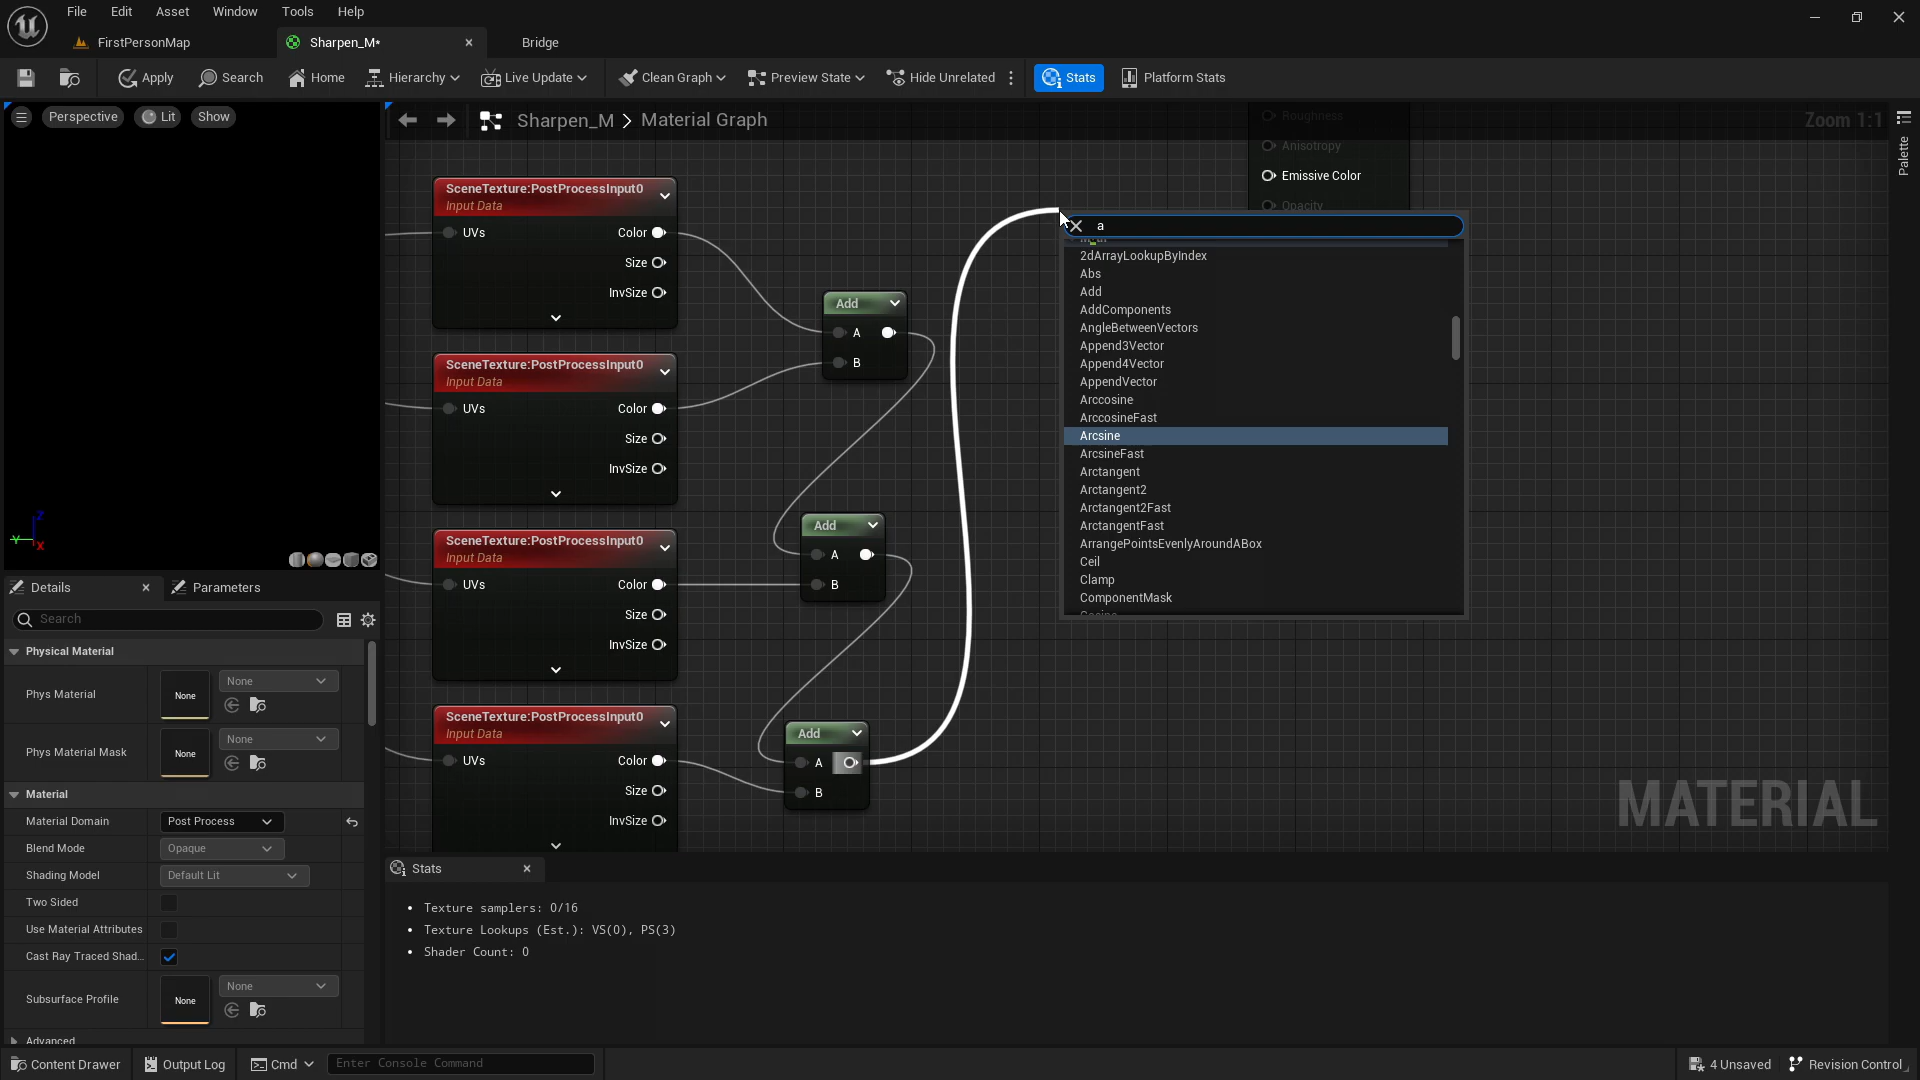 File Edit Asset Window Tools Help
FirstPersonMap Sharpen_M* Bridge
Apply Search Home Hierarchy Live Update Clean Graph Preview State Hide Unrelated Stats Platform Stats
Perspective Lit Show
Sharpen_M > Material Graph
Zoom 1:1
Palette
Roughness
Anisotropy
Emissive Color
Opacity
SceneTexture:PostProcessInput0
Input Data
UVs Color
Size
InvSize
SceneTexture:PostProcessInput0
Input Data
UVs Color
Size
InvSize
SceneTexture:PostProcessInput0
Input Data
UVs Color
Size
InvSize
SceneTexture:PostProcessInput0
Input Data
UVs Color
Size
InvSize
Add
A
B
Add
A
B
Add
A
B
a
2dArrayLookupByIndex
Abs
Add
AddComponents
AngleBetweenVectors
Append3Vector
Append4Vector
AppendVector
Arccosine
ArccosineFast
Arcsine
ArcsineFast
Arctangent
Arctangent2
Arctangent2Fast
ArctangentFast
ArrangePointsEvenlyAroundABox
Ceil
Clamp
ComponentMask
MATERIAL
Z
Y
X
Details Parameters
Search
Physical Material
Phys Material None None
Phys Material Mask None None
Material
Material Domain Post Process
Blend Mode Opaque
Shading Model Default Lit
Two Sided
Use Material Attributes
Cast Ray Traced Shad...
Subsurface Profile None None
Advanced
Stats
• Texture samplers: 0/16
• Texture Lookups (Est.): VS(0), PS(3)
• Shader Count: 0
Content Drawer Output Log Cmd Enter Console Command 4 Unsaved Revision Control